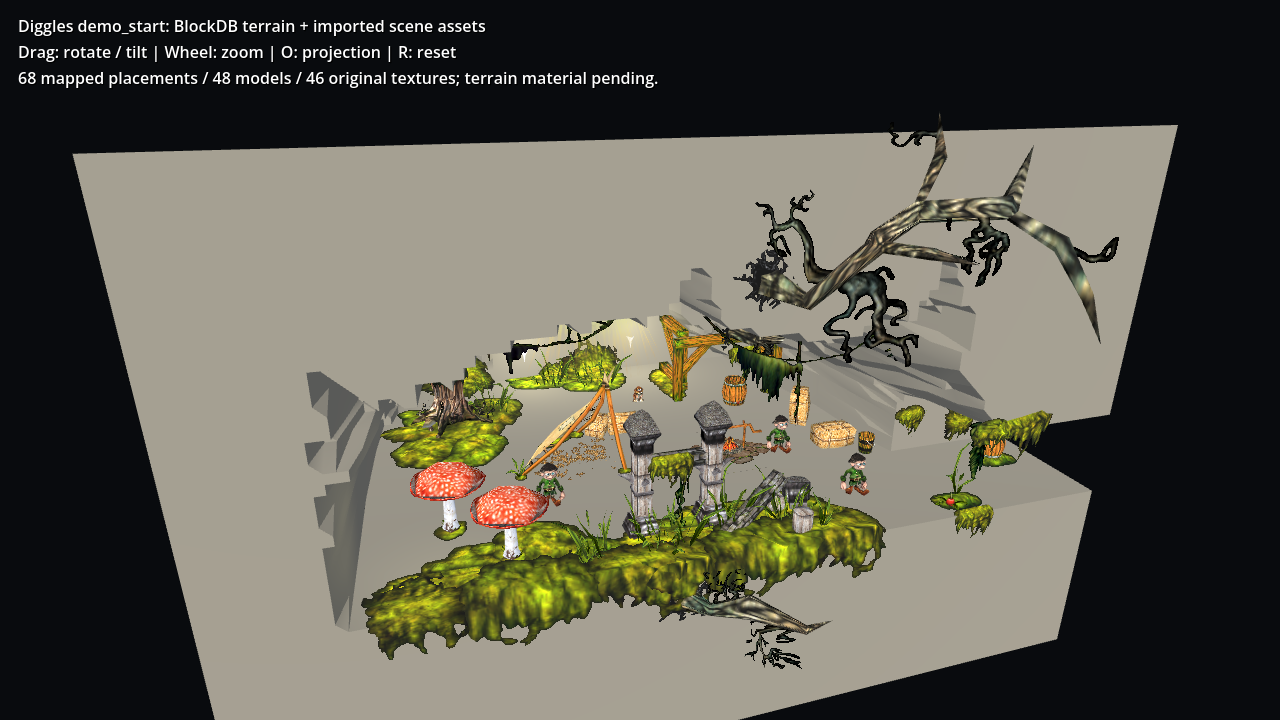 Diggles demo_start: BlockDB terrain + imported scene assets
Drag: rotate / tilt | Wheel: zoom | O: projection | R: reset
68 mapped placements / 48 models / 46 original textures; terrain material pending.